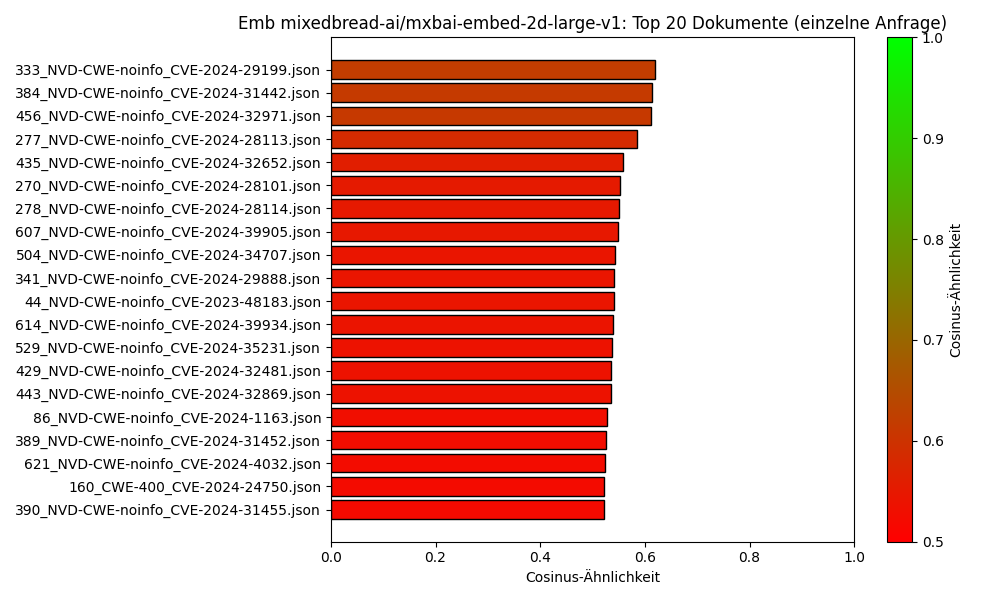 Emb mixedbread-ai/mxbai-embed-2d-large-v1: Top 20 Dokumente (einzelne Anfrage)
333_NVD-CWE-noinfo_CVE-2024-29199.json
384_NVD-CWE-noinfo_CVE-2024-31442.json
456_NVD-CWE-noinfo_CVE-2024-32971.json
277_NVD-CWE-noinfo_CVE-2024-28113.json
435_NVD-CWE-noinfo_CVE-2024-32652.json
270_NVD-CWE-noinfo_CVE-2024-28101.json
278_NVD-CWE-noinfo_CVE-2024-28114.json
607_NVD-CWE-noinfo_CVE-2024-39905.json
504_NVD-CWE-noinfo_CVE-2024-34707.json
341_NVD-CWE-noinfo_CVE-2024-29888.json
44_NVD-CWE-noinfo_CVE-2023-48183.json
614_NVD-CWE-noinfo_CVE-2024-39934.json
529_NVD-CWE-noinfo_CVE-2024-35231.json
429_NVD-CWE-noinfo_CVE-2024-32481.json
443_NVD-CWE-noinfo_CVE-2024-32869.json
86_NVD-CWE-noinfo_CVE-2024-1163.json
389_NVD-CWE-noinfo_CVE-2024-31452.json
621_NVD-CWE-noinfo_CVE-2024-4032.json
160_CWE-400_CVE-2024-24750.json
390_NVD-CWE-noinfo_CVE-2024-31455.json
0.0 0.2 0.4 0.6 0.8 1.0
Cosinus-Ähnlichkeit
1.0
0.9
0.8
0.7
0.6
0.5
Cosinus-Ähnlichkeit